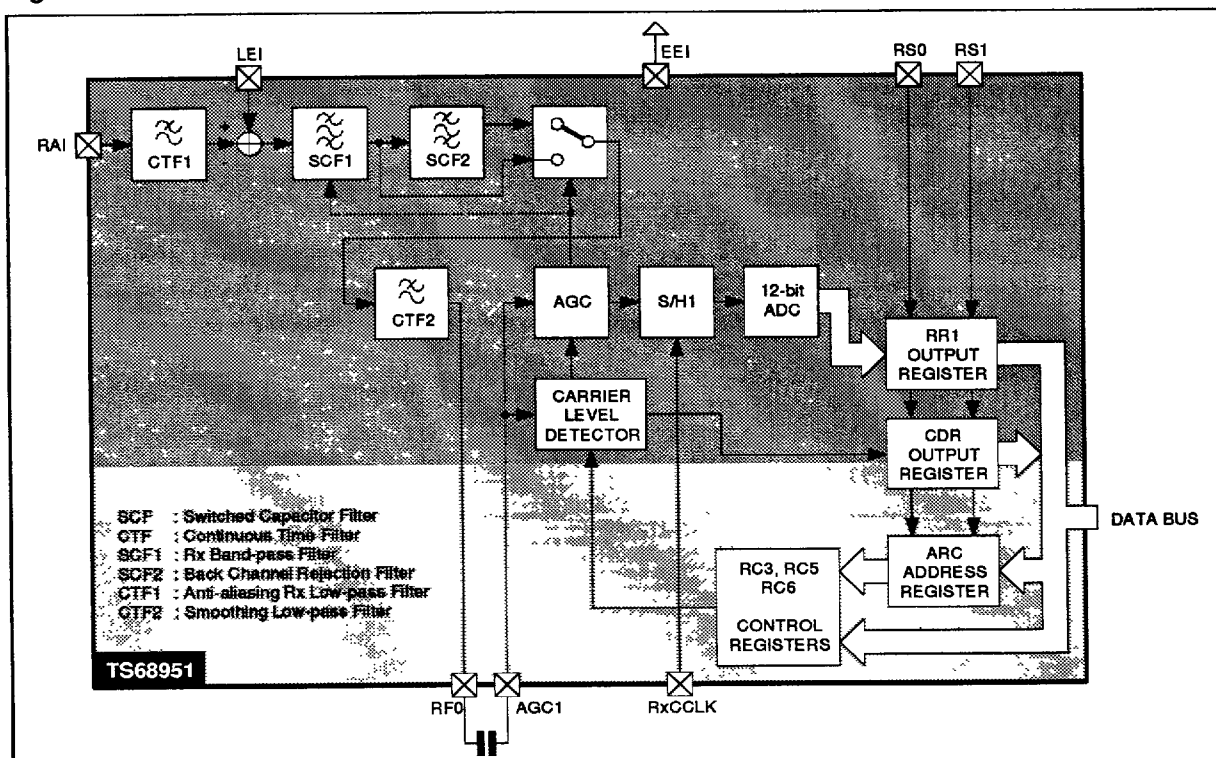 LEI
EEI
RS0
RS1
RAI
+
CTF1
SCF1
SCF2
CTF2
AGC
S/H1
12-bit
ADC
RR1
OUTPUT
REGISTER
CARRIER
LEVEL
DETECTOR
CDR
OUTPUT
REGISTER
DATA BUS
ARC
ADDRESS
REGISTER
RC3, RC5
RC6
CONTROL
REGISTERS
SCF : Switched Capacitor Filter
CTF : Continuous Time Filter
SCF1 : Rx Band-pass Filter
SCF2 : Back Channel Rejection Filter
CTF1 : Anti-aliasing Rx Low-pass Filter
CTF2 : Smoothing Low-pass Filter
TS68951
RF0
AGC1
RxCCLK